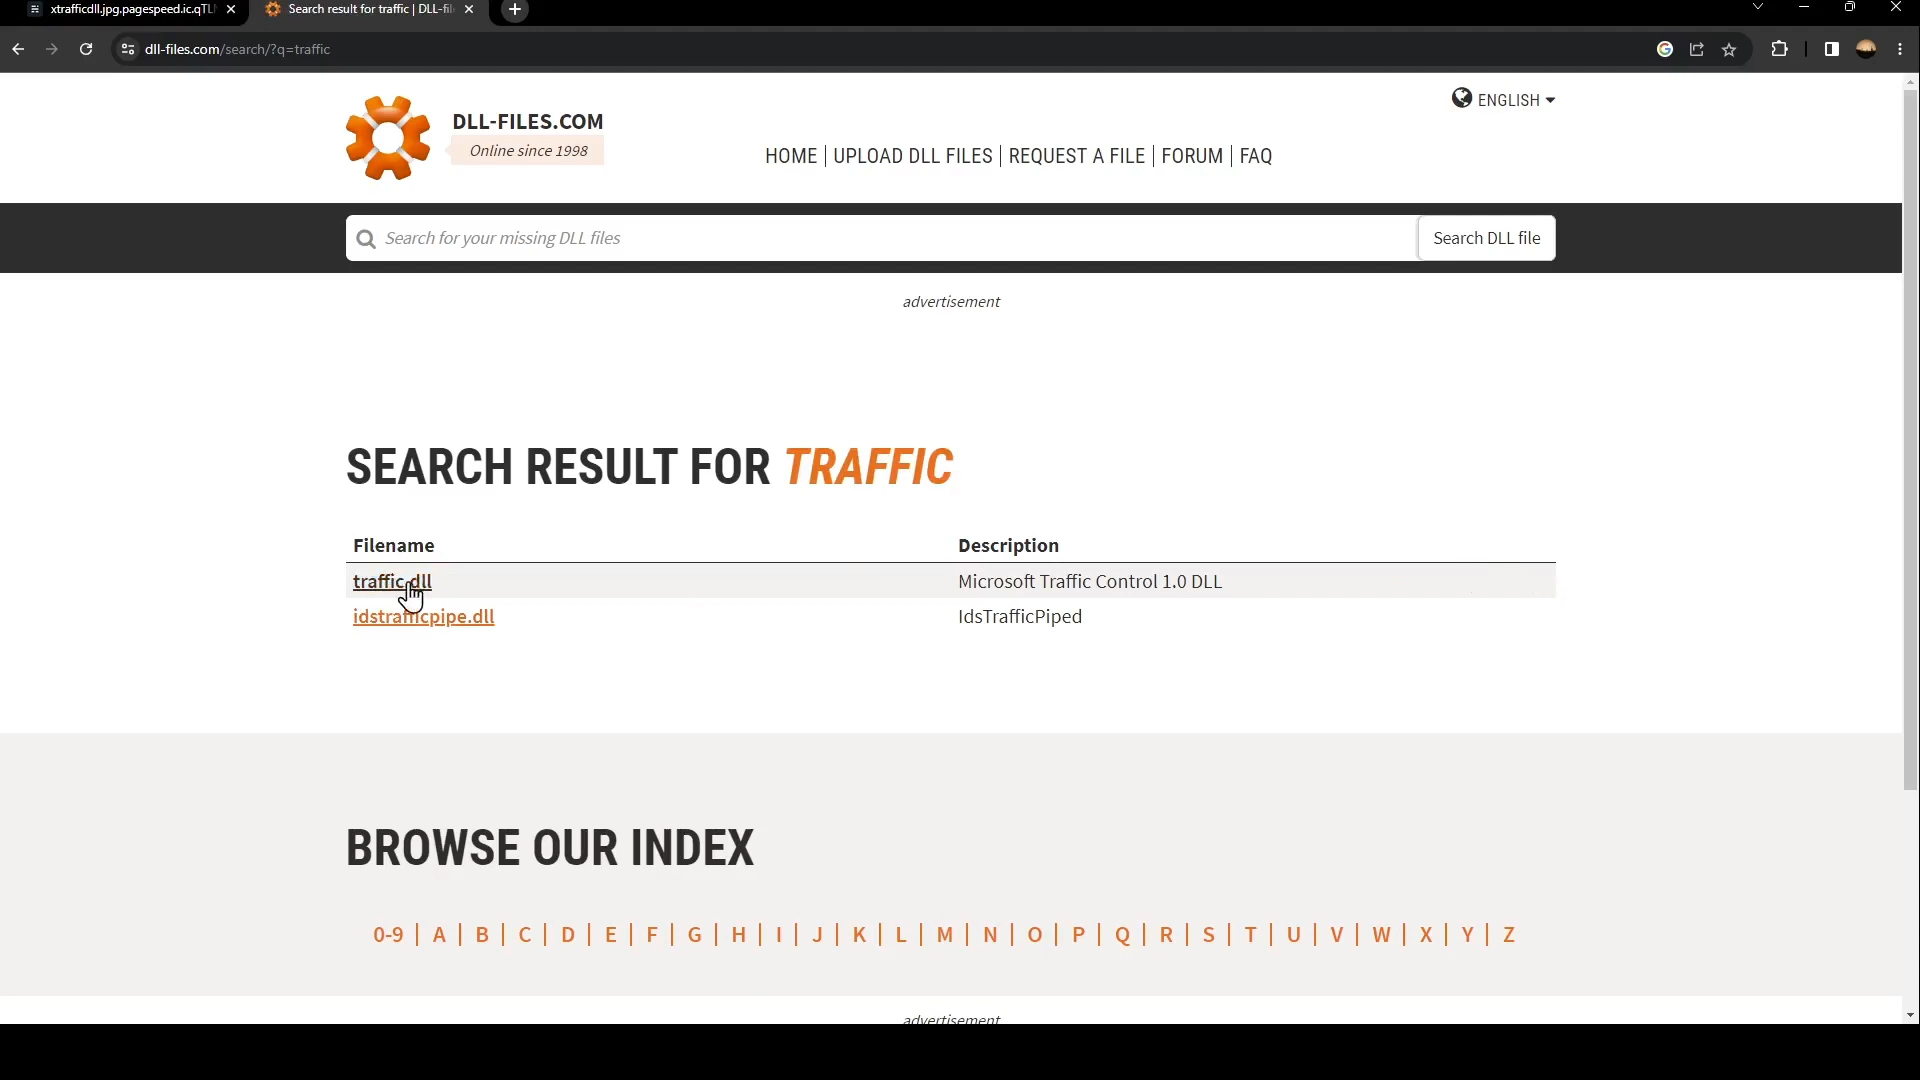 xtrafficdll.jpg.pagespeed.ic.qTL
Search result for traffic | DLL-fil
dll-files.com/search/?q=traffic
ENGLISH
DLL-FILES.COM
Online since 1998
HOME | UPLOAD DLL FILES | REQUEST A FILE | FORUM | FAQ
Search for your missing DLL files
Search DLL file
advertisement
SEARCH RESULT FOR TRAFFIC
Filename Description
traffic.dll Microsoft Traffic Control 1.0 DLL
idstrafficpipe.dll IdsTrafficPiped
BROWSE OUR INDEX
0-9 | A | B | C | D | E | F | G | H | I | J | K | L | M | N | O | P | Q | R | S | T | U | V | W | X | Y | Z
advertisement